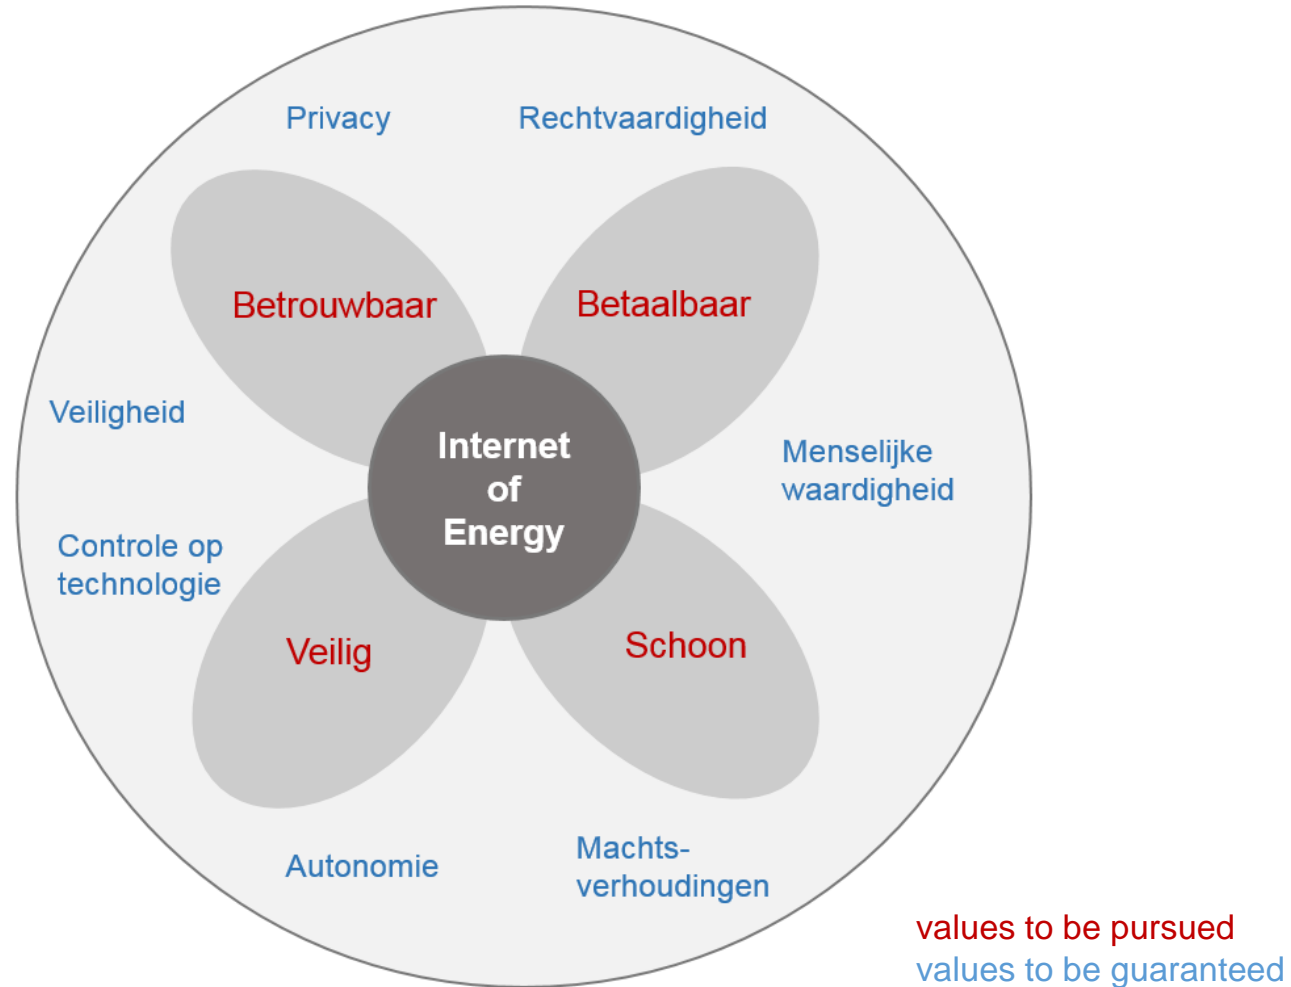 Privacy
Rechtvaardigheid
Betrouwbaar
Betaalbaar
Veiligheid
Internet
of
Energy
Menselijke
waardigheid
Controle op
technologie
Veilig
Schoon
Autonomie
Machts-
verhoudingen
values to be pursued
values to be guaranteed